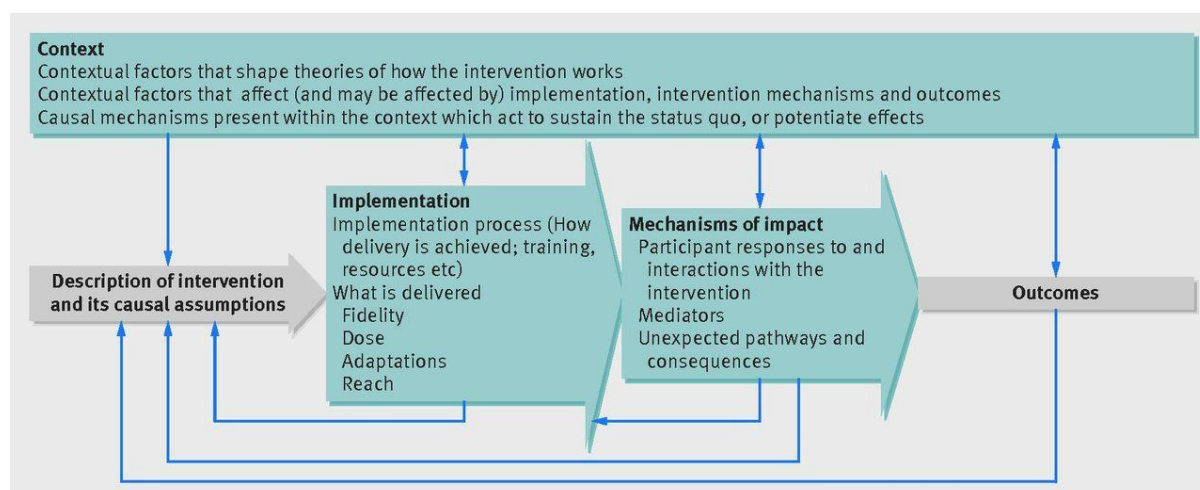 Context
Contextual factors that shape theories of how the intervention works
Contextual factors that affect (and may be affected by) implementation, intervention mechanisms and outcomes
Causal mechanisms present within the context which act to sustain the status quo, or potentiate effects
Description of intervention
and its causal assumptions
Implementation
Implementation process (How
delivery is achieved; training,
resources etc)
What is delivered
Fidelity
Dose
Adaptations
Reach
Mechanisms of impact
Participant responses to and
interactions with the
intervention
Mediators
Unexpected pathways and
consequences
Outcomes